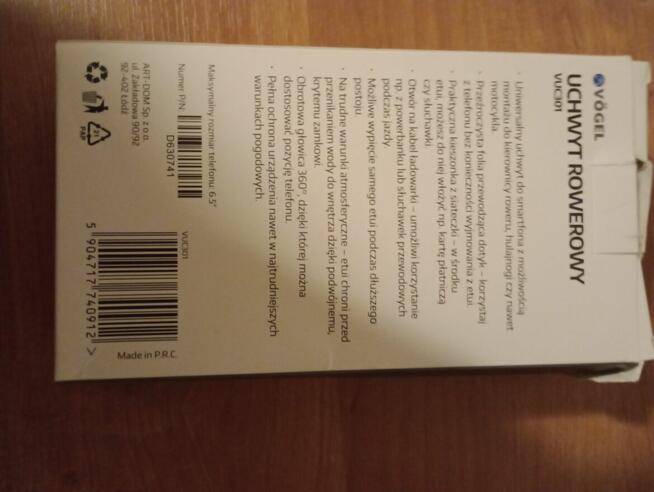 VÖGEL
UCHWYT ROWEROWY
VUC301
• Uniwersalny uchwyt do smartfona z możliwością
montażu do kierownicy roweru, hulajnogi czy nawet
motocykla.
• Przeźroczysta folia przewodząca dotyk – korzystaj
z telefonu bez konieczności wyjmowania z etui.
• Praktyczna kieszonka z siateczki – w środku
etui, możesz do niej włożyć np. kartę płatniczą
czy słuchawki.
• Otwór na kabel ładowarki – umożliwi korzystanie
np. z powerbanku lub słuchawek przewodowych
podczas jazdy.
• Możliwe wypięcie samego etui podczas dłuższego
postoju.
• Na trudne warunki atmosferyczne – etui chroni przed
przenikaniem wody do wnętrza dzięki podwójnemu,
krytemu zamkowi.
• Obrotowa głowica 360°, dzięki której można
dostosować pozycję telefonu.
• Pełna ochrona urządzenia nawet w najtrudniejszych
warunkach pogodowych.
Maksymalny rozmiar telefonu: 6.5"
Numer P/N:
D630741
VUC301
5 904717 740912 >
ART-DOM Sp. z o.o.
ul. Zakładowa 90/92
92-402 Łódź
21
PAP
Made in P.R.C.